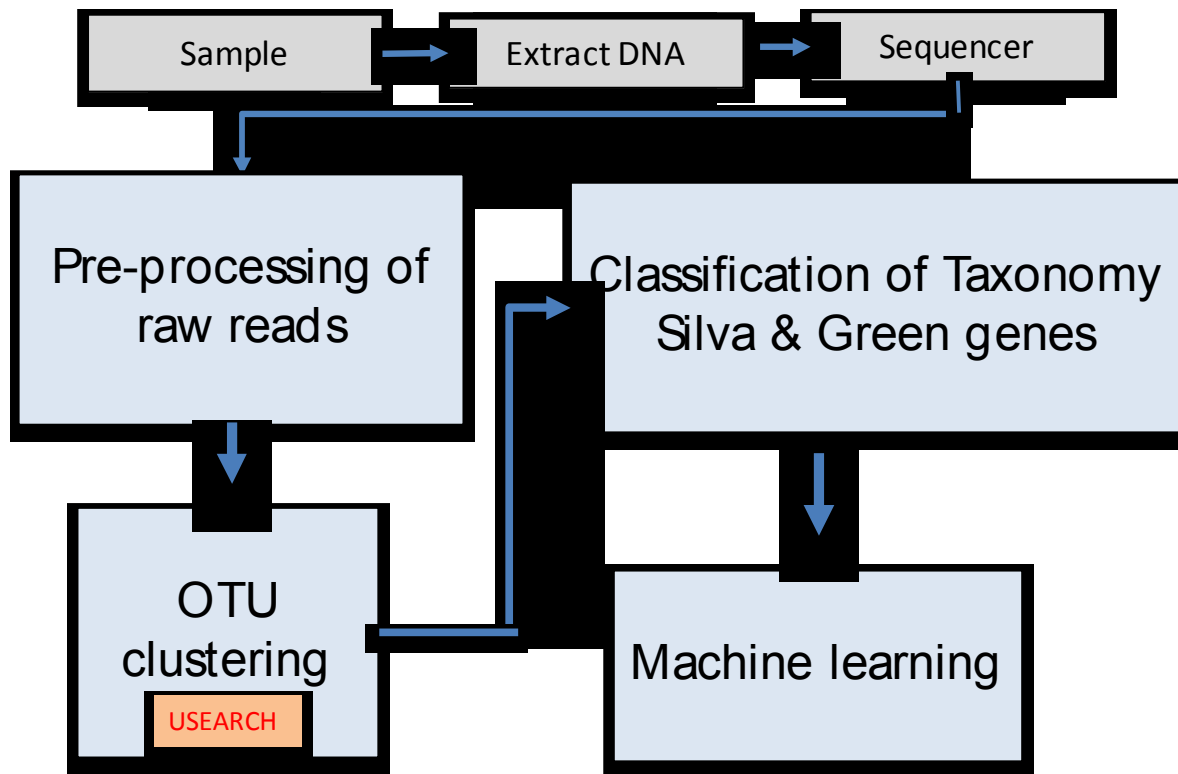 Sample
Extract DNA
Sequencer
Pre-processing of
raw reads
Classification of Taxonomy
Silva & Green genes
OTU
clustering
USEARCH
Machine learning